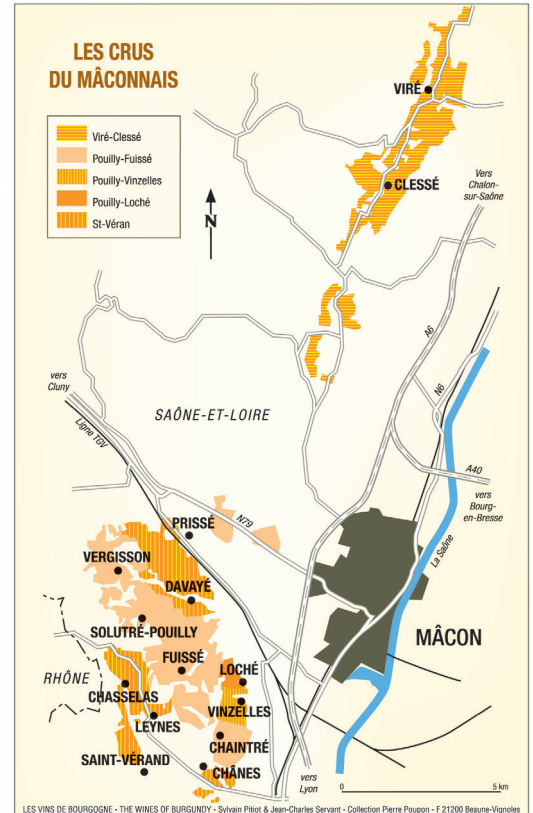 LES CRUS
DU MÂCONNAIS
Viré-Clessé
Pouilly-Fuissé
Pouilly-Vinzelles
Pouilly-Loché
St-Véran
N
VIRÉ
CLESSÉ
Vers
Chalon-
sur-Saône
A6
N6
vers
Cluny
Ligne TGV
SAÔNE-ET-LOIRE
A40
vers
Bourg-
en-Bresse
PRISSÉ
N79
La Saône
VERGISSON
DAVAYÉ
SOLUTRÉ-POUILLY
MÂCON
FUISSÉ
LOCHÉ
RHÔNE
CHASSELAS
VINZELLES
LEYNES
CHAINTRÉ
SAINT-VÉRAND
CHÂNES
vers
Lyon
0
5 km
LES VINS DE BOURGOGNE - THE WINES OF BURGUNDY - Sylvain Pitiot & Jean-Charles Servant - Collection Pierre Poupon - F 21200 Beaune-Vignoles